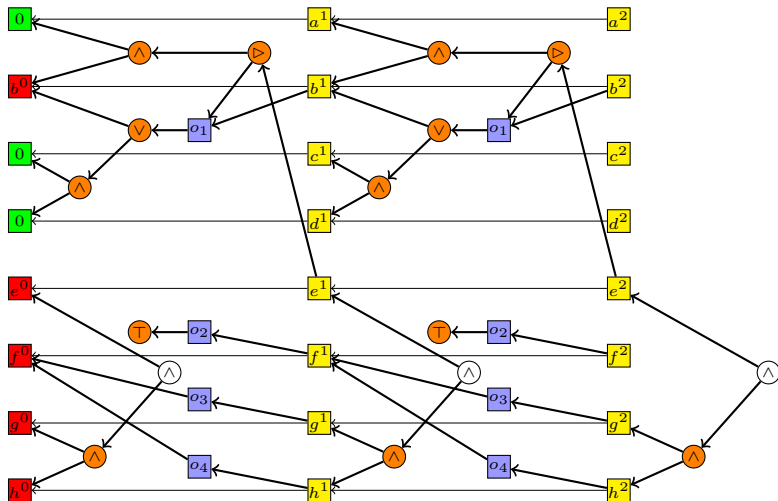 0 a¹ a²
∧ ▷ ∧ ▷
b⁰ b¹ b²
∨ o₁ ∨ o₁
0 c¹ c²
∧ ∧
0 d¹ d²
e⁰ e¹ e²
⊤ o₂ ⊤ o₂
f⁰ f¹ f²
∧ ∧ ∧
o₃ o₃
g⁰ g¹ g²
∧ ∧ ∧
o₄ o₄
h⁰ h¹ h²